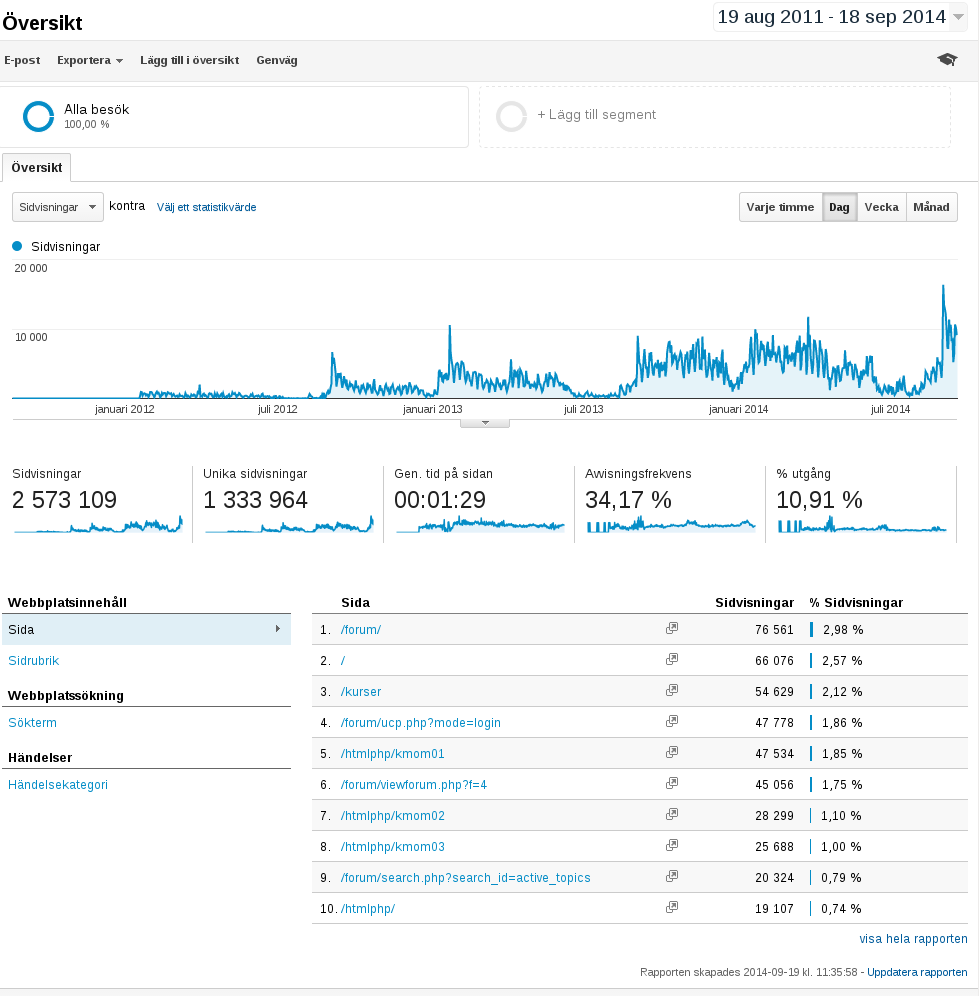 Översikt
19 aug 2011 - 18 sep 2014
E-post Exportera Lägg till i översikt Genväg
Alla besök
100,00 %
+ Lägg till segment
Översikt
Sidvisningar kontra Välj ett statistikvärde
Varje timme Dag Vecka Månad
Sidvisningar
20 000
10 000
januari 2012 juli 2012 januari 2013 juli 2013 januari 2014 juli 2014
Sidvisningar Unika sidvisningar Gen. tid på sidan Avvisningsfrekvens % utgång
2 573 109 1 333 964 00:01:29 34,17 % 10,91 %
Webbplatsinnehåll
Sida
Sidrubrik
Webbplatssökning
Sökterm
Händelser
Händelsekategori
Sida Sidvisningar % Sidvisningar
1. /forum/ 76 561 2,98 %
2. / 66 076 2,57 %
3. /kurser 54 629 2,12 %
4. /forum/ucp.php?mode=login 47 778 1,86 %
5. /htmlphp/kmom01 47 534 1,85 %
6. /forum/viewforum.php?f=4 45 056 1,75 %
7. /htmlphp/kmom02 28 299 1,10 %
8. /htmlphp/kmom03 25 688 1,00 %
9. /forum/search.php?search_id=active_topics 20 324 0,79 %
10. /htmlphp/ 19 107 0,74 %
visa hela rapporten
Rapporten skapades 2014-09-19 kl. 11:35:58 - Uppdatera rapporten